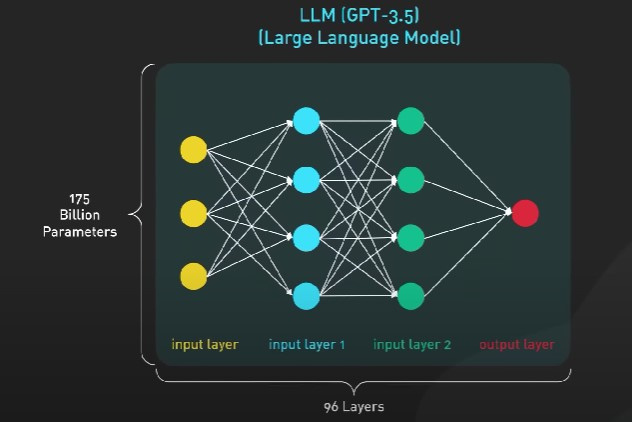 LLM (GPT-3.5)
(Large Language Model)
175
Billion
Parameters
input layer
input layer 1
input layer 2
output layer
96 Layers